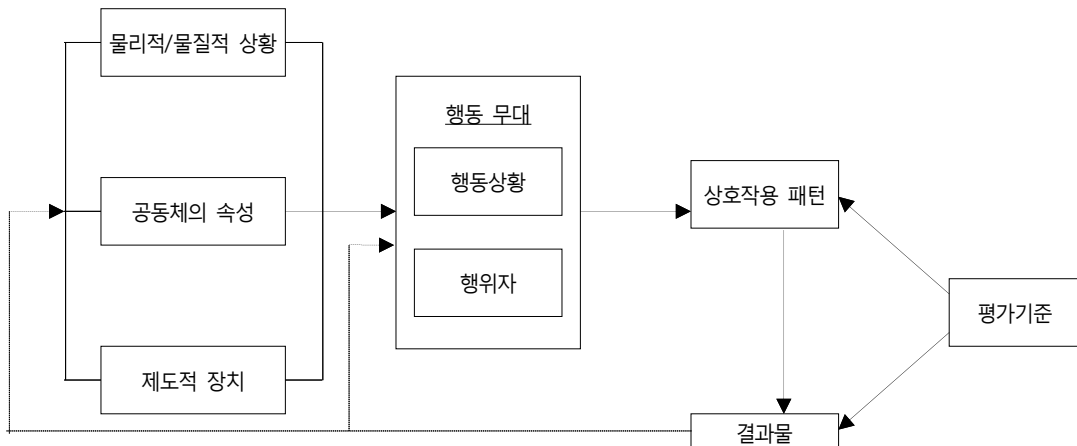 물리적/물질적 상황
행동 무대
행동상황
공동체의 속성
상호작용 패턴
행위자
평가기준
제도적 장치
결과물